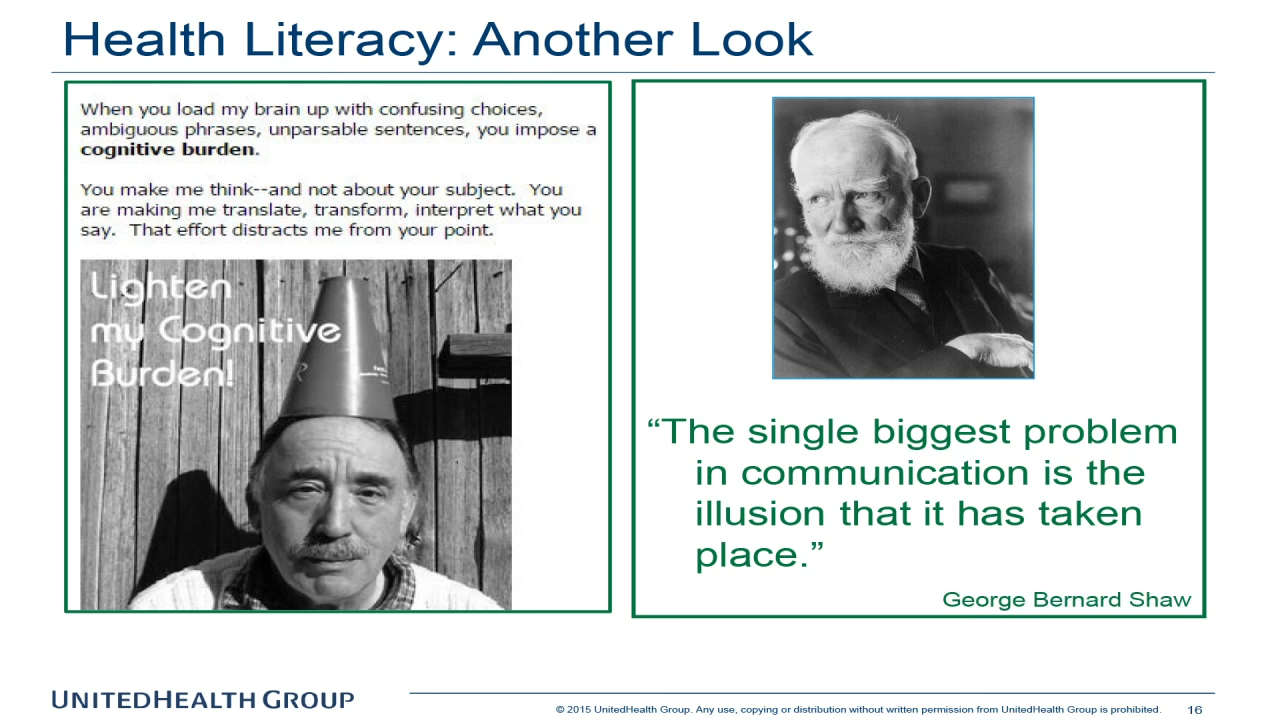 Health Literacy: Another Look
When you load my brain up with confusing choices,
ambiguous phrases, unparsable sentences, you impose a
cognitive burden.
You make me think--and not about your subject.  You
are making me translate, transform, interpret what you
say.  That effort distracts me from your point.
Lighten
my Cognitive
Burden!
“The single biggest problem
in communication is the
illusion that it has taken
place.”
George Bernard Shaw
UNITEDHEALTH GROUP
© 2015 UnitedHealth Group. Any use, copying or distribution without written permission from UnitedHealth Group is prohibited.
16